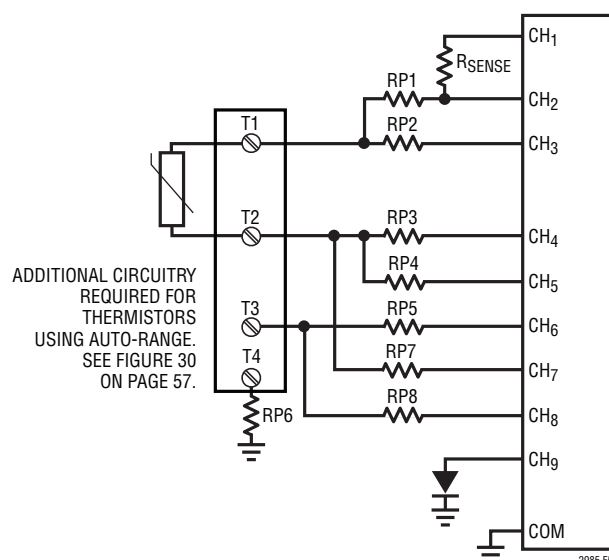 CH1
RSENSE
RP1
CH2
T1
RP2
CH3
T2
RP3
CH4
RP4
CH5
ADDITIONAL CIRCUITRY
REQUIRED FOR
THERMISTORS
USING AUTO-RANGE.
SEE FIGURE 30
ON PAGE 57.
T3
RP5
CH6
T4
RP7
CH7
RP6
RP8
CH8
CH9
COM